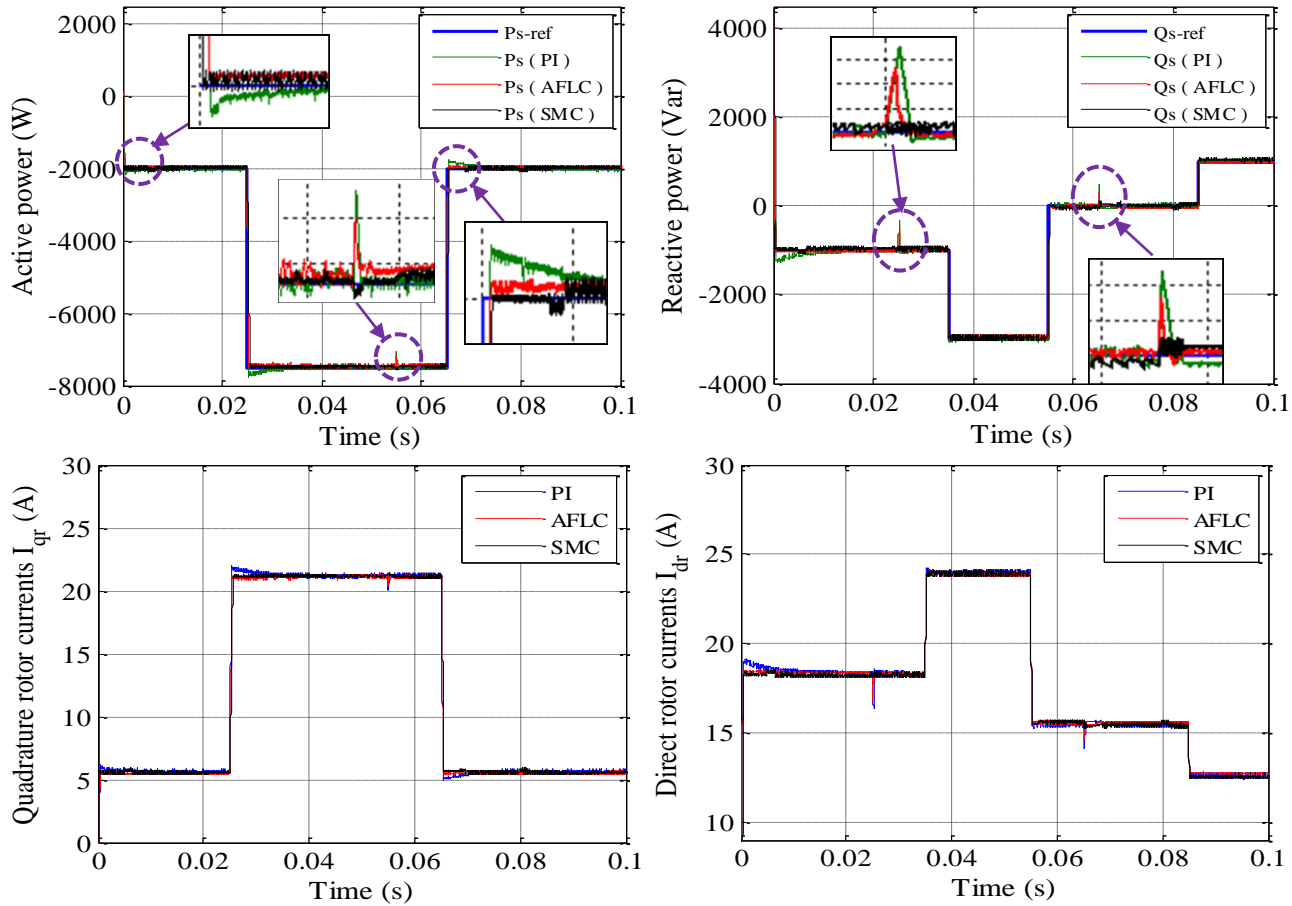 2000
0
-2000
-4000
-6000
-8000
Active power (W)
Ps-ref
Ps ( PI )
Ps ( AFLC )
Ps ( SMC )
0
0.02
0.04
0.06
0.08
0.1
Time (s)
4000
2000
0
-2000
-4000
Reactive power (Var)
Qs-ref
Qs ( PI )
Qs ( AFLC )
Qs ( SMC )
0
0.02
0.04
0.06
0.08
0.1
Time (s)
30
25
20
15
10
5
0
Quadrature rotor currents I_qr (A)
PI
AFLC
SMC
0
0.02
0.04
0.06
0.08
0.1
Time (s)
30
25
20
15
10
Direct rotor currents I_dr (A)
PI
AFLC
SMC
0
0.02
0.04
0.06
0.08
0.1
Time (s)